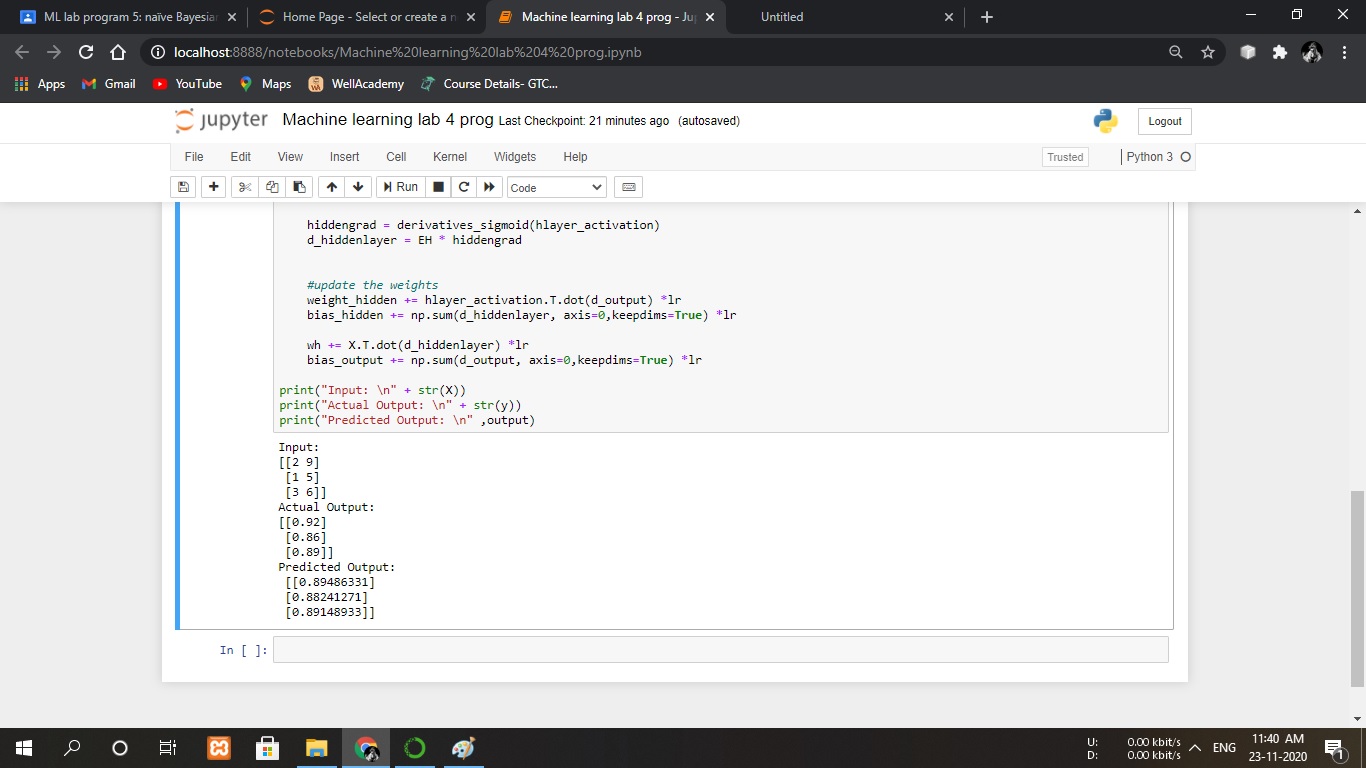 ML lab program 5: naïve Bayesian
Home Page - Select or create a n
Machine learning lab 4 prog - Ju
Untitled
localhost:8888/notebooks/Machine%20learning%20lab%204%20prog.ipynb
Apps
Gmail
YouTube
Maps
WellAcademy
Course Details- GTC...
jupyter
Machine learning lab 4 prog Last Checkpoint: 21 minutes ago (autosaved)
Logout
File Edit View Insert Cell Kernel Widgets Help
Trusted
Python 3
Run
Code
hiddengrad = derivatives_sigmoid(hlayer_activation)
d_hiddenlayer = EH * hiddengrad
#update the weights
weight_hidden += hlayer_activation.T.dot(d_output) *lr
bias_hidden += np.sum(d_hiddenlayer, axis=0,keepdims=True) *lr
wh += X.T.dot(d_hiddenlayer) *lr
bias_output += np.sum(d_output, axis=0,keepdims=True) *lr
print("Input: \n" + str(X))
print("Actual Output: \n" + str(y))
print("Predicted Output: \n" ,output)
Input:
[[2 9]
[1 5]
[3 6]]
Actual Output:
[[0.92]
[0.86]
[0.89]]
Predicted Output:
[[0.89486331]
[0.88241271]
[0.89148933]]
In [ ]:
U: 0.00 kbit/s
D: 0.00 kbit/s
ENG
11:40 AM
23-11-2020
1